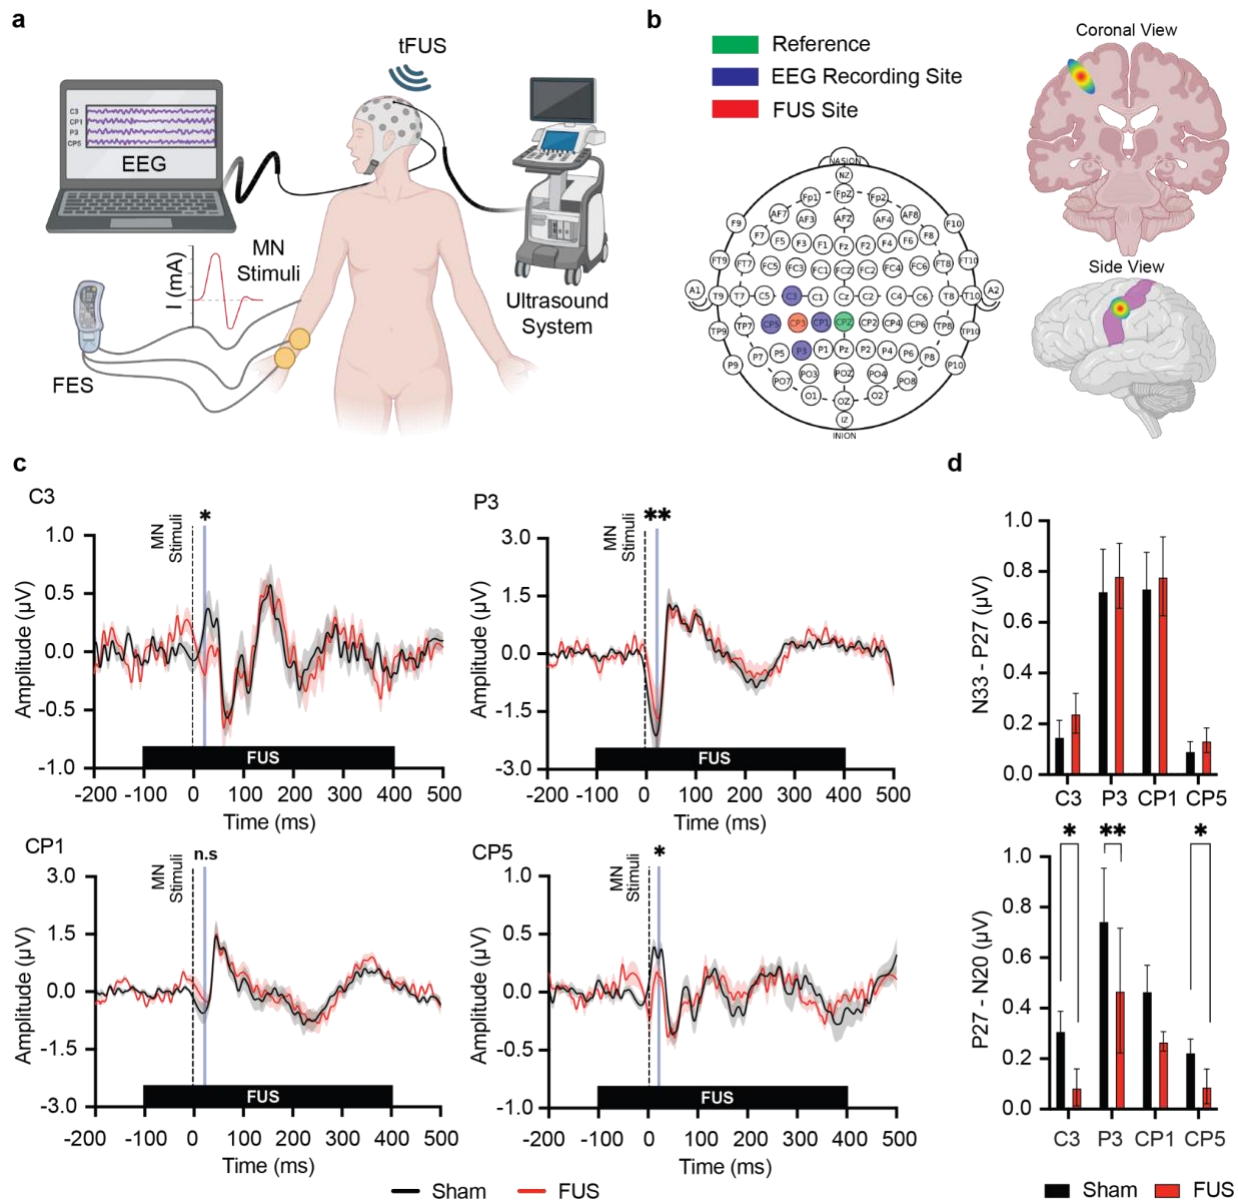 a
tFUS
C3
CP1
P3
CP5
EEG
I (mA)
MN
Stimuli
FES
Ultrasound
System
b
Reference
EEG Recording Site
FUS Site
NASION
NZ
Fp1 FpZ Fp2
AF7 AF3 AFZ AF4 AF8
F9 F7 F5 F3 F1 Fz F2 F4 F6 F8 F10
FT9 FT7 FC5 FC3 FC1 FCZ FC2 FC4 FC6 FT8 FT10
A1 T9 T7 C5 C3 C1 Cz C2 C4 C6 T8 T10 A2
TP9 TP7 CP5 CP3 CP1 CPZ CP2 CP4 CP6 TP8 TP10
P9 P7 P5 P3 P1 Pz P2 P4 P6 P8 P10
PO7 PO3 POZ PO4 PO8
O1 OZ O2
IZ
INION
Coronal View
Side View
c
C3
MN
Stimuli
*
Amplitude (µV)
1.0
0.5
0.0
-0.5
-1.0
FUS
-200 -100 0 100 200 300 400 500
Time (ms)
P3
MN
Stimuli
**
Amplitude (µV)
3.0
1.5
0.0
-1.5
-3.0
FUS
-200 -100 0 100 200 300 400 500
Time (ms)
CP1
MN
Stimuli
n.s
Amplitude (µV)
3.0
1.5
0.0
-1.5
-3.0
FUS
-200 -100 0 100 200 300 400 500
Time (ms)
CP5
MN
Stimuli
*
Amplitude (µV)
1.0
0.5
0.0
-0.5
-1.0
FUS
-200 -100 0 100 200 300 400 500
Time (ms)
Sham FUS
d
N33 - P27 (µV)
1.0
0.8
0.6
0.4
0.2
0.0
C3 P3 CP1 CP5
* ** *
P27 - N20 (µV)
1.0
0.8
0.6
0.4
0.2
0.0
C3 P3 CP1 CP5
Sham FUS